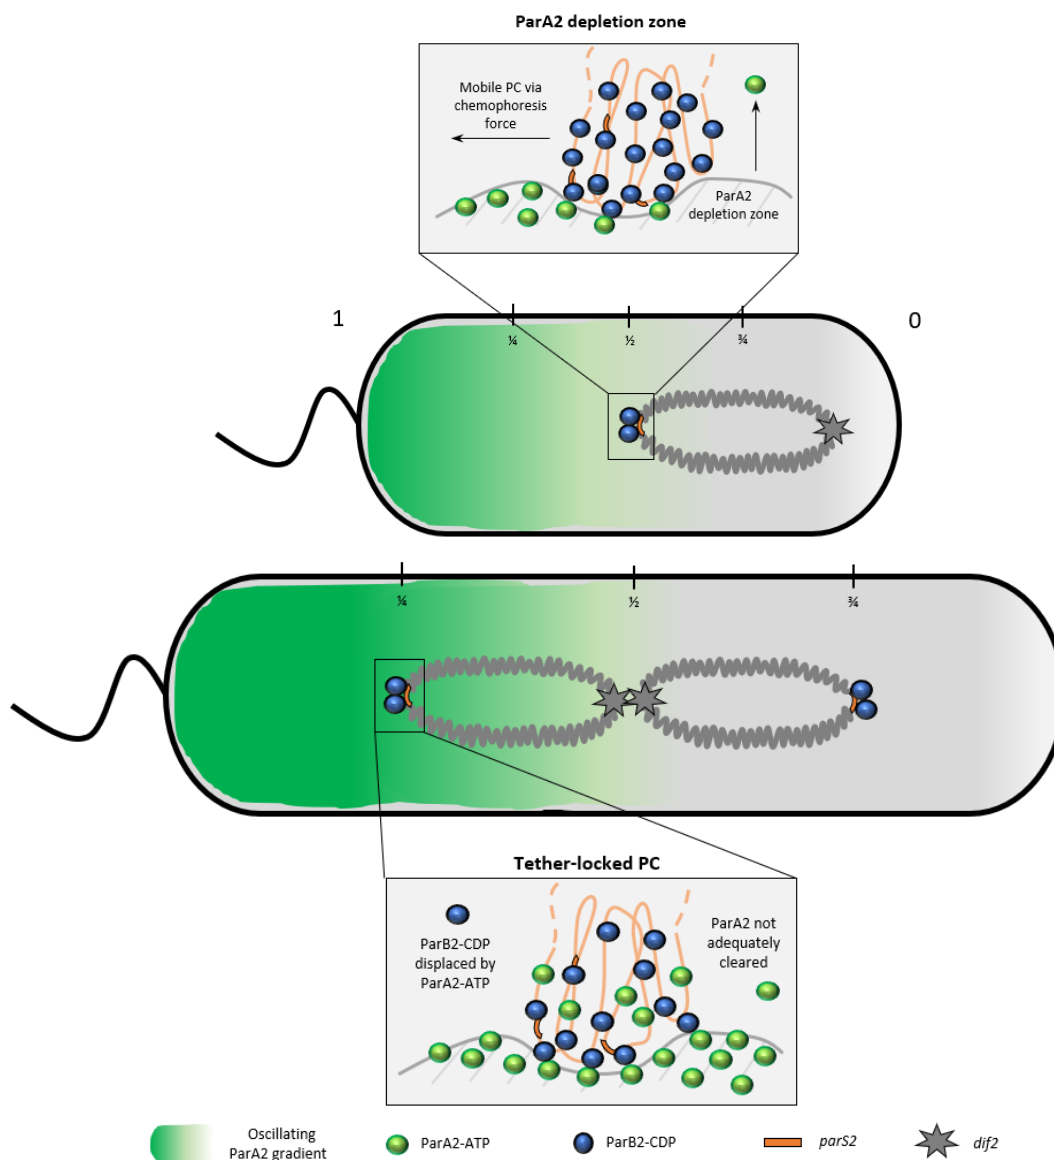 ParA2 depletion zone
Mobile PC via
chemophoresis
force
ParA2
depletion zone
1
0
¼
½
¾
¼
½
¾
Tether-locked PC
ParB2-CDP
displaced by
ParA2-ATP
ParA2 not
adequately
cleared
Oscillating
ParA2 gradient
ParA2-ATP
ParB2-CDP
parS2
dif2